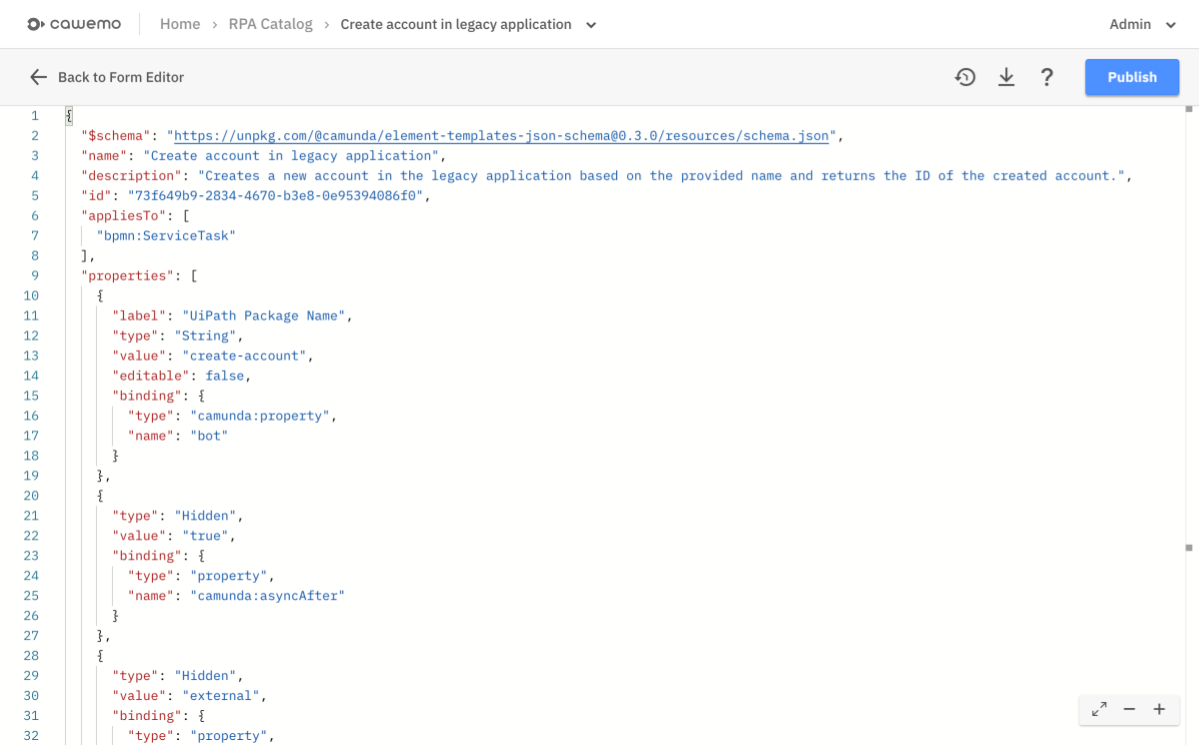 cawemo Home › RPA Catalog › Create account in legacy application Admin
Back to Form Editor ? Publish
1 {
2 "$schema": "https://unpkg.com/@camunda/element-templates-json-schema@0.3.0/resources/schema.json",
3 "name": "Create account in legacy application",
4 "description": "Creates a new account in the legacy application based on the provided name and returns the ID of the created account.",
5 "id": "73f649b9-2834-4670-b3e8-0e95394086f0",
6 "appliesTo": [
7 "bpmn:ServiceTask"
8 ],
9 "properties": [
10 {
11 "label": "UiPath Package Name",
12 "type": "String",
13 "value": "create-account",
14 "editable": false,
15 "binding": {
16 "type": "camunda:property",
17 "name": "bot"
18 }
19 },
20 {
21 "type": "Hidden",
22 "value": "true",
23 "binding": {
24 "type": "property",
25 "name": "camunda:asyncAfter"
26 }
27 },
28 {
29 "type": "Hidden",
30 "value": "external",
31 "binding": {
32 "type": "property",